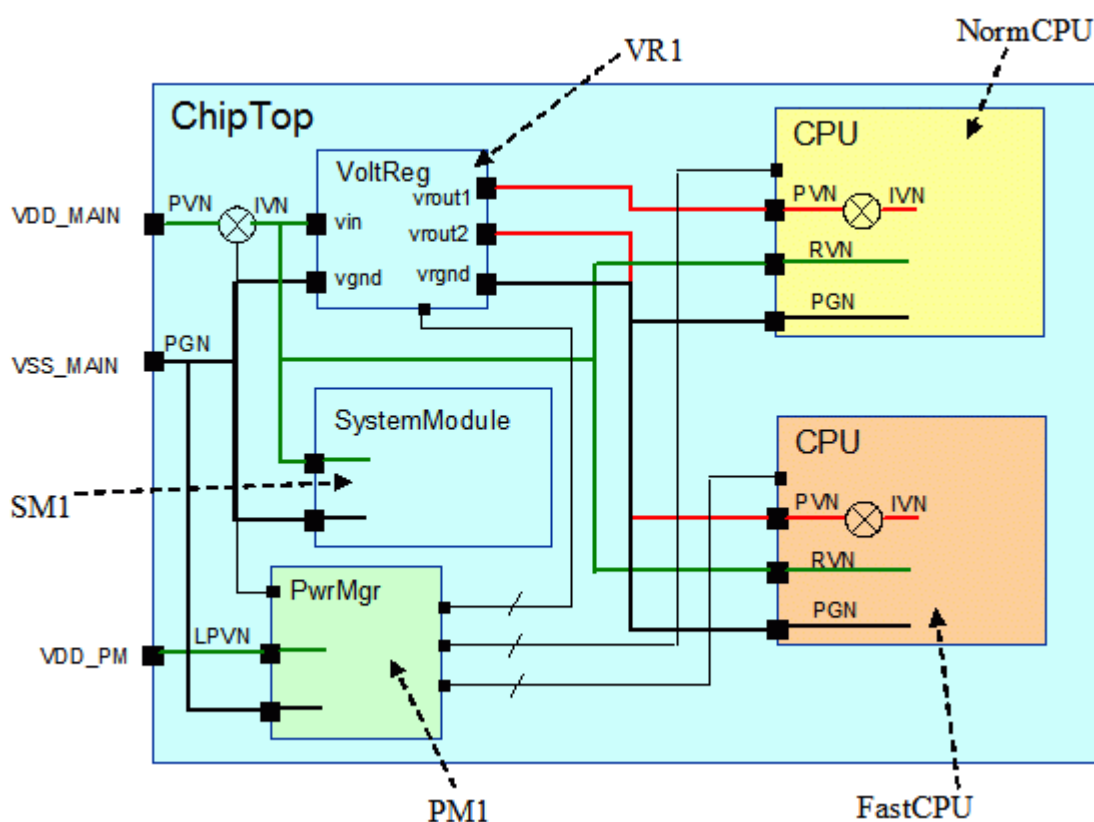 NormCPU
VR1
ChipTop
CPU
VoltReg
PVN IVN
vrout1
PVN IVN
VDD_MAIN
vin
vrout2
RVN
vgnd
vrgnd
PGN
PGN
VSS_MAIN
SystemModule
CPU
SM1
PVN IVN
RVN
PwrMgr
PGN
LPVN
VDD_PM
PM1
FastCPU